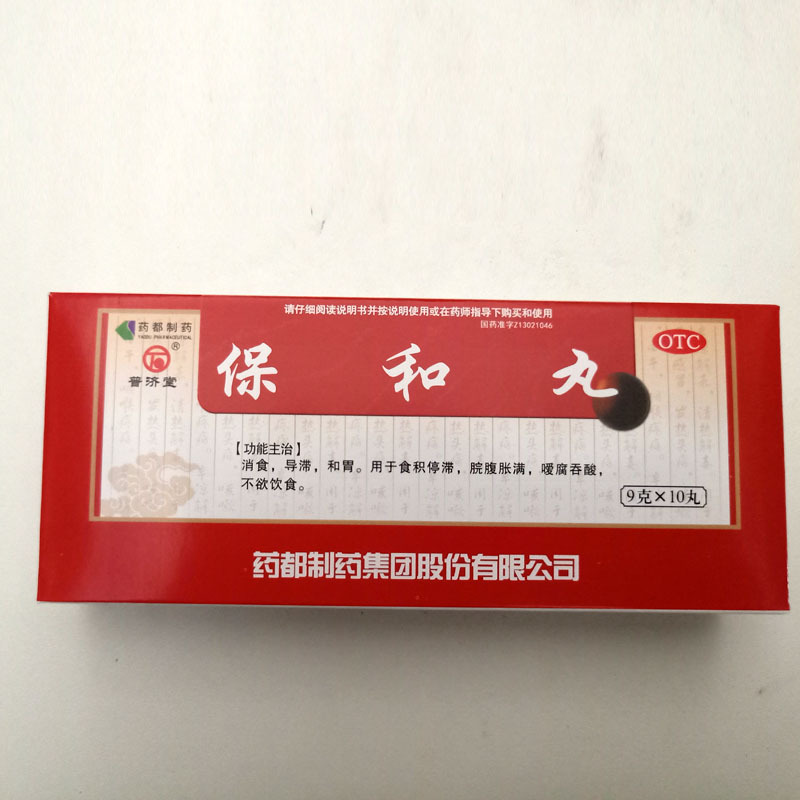 请仔细阅读说明书并按说明使用或在药师指导下购买和使用
国药准字Z13021046
药都制药
YAODU PHARMACEUTICAL
®
普济堂
OTC
保和丸
【功能主治】
消食，导滞，和胃。用于食积停滞，脘腹胀满，嗳腐吞酸，
不欲饮食。
9克×10丸
药都制药集团股份有限公司